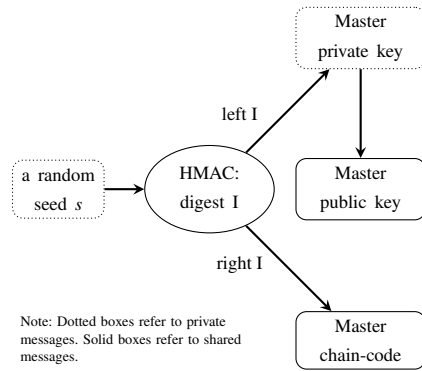 Master
private key
left I
a random
seed s
HMAC:
digest I
Master
public key
right I
Note: Dotted boxes refer to private
messages. Solid boxes refer to shared
messages.
Master
chain-code